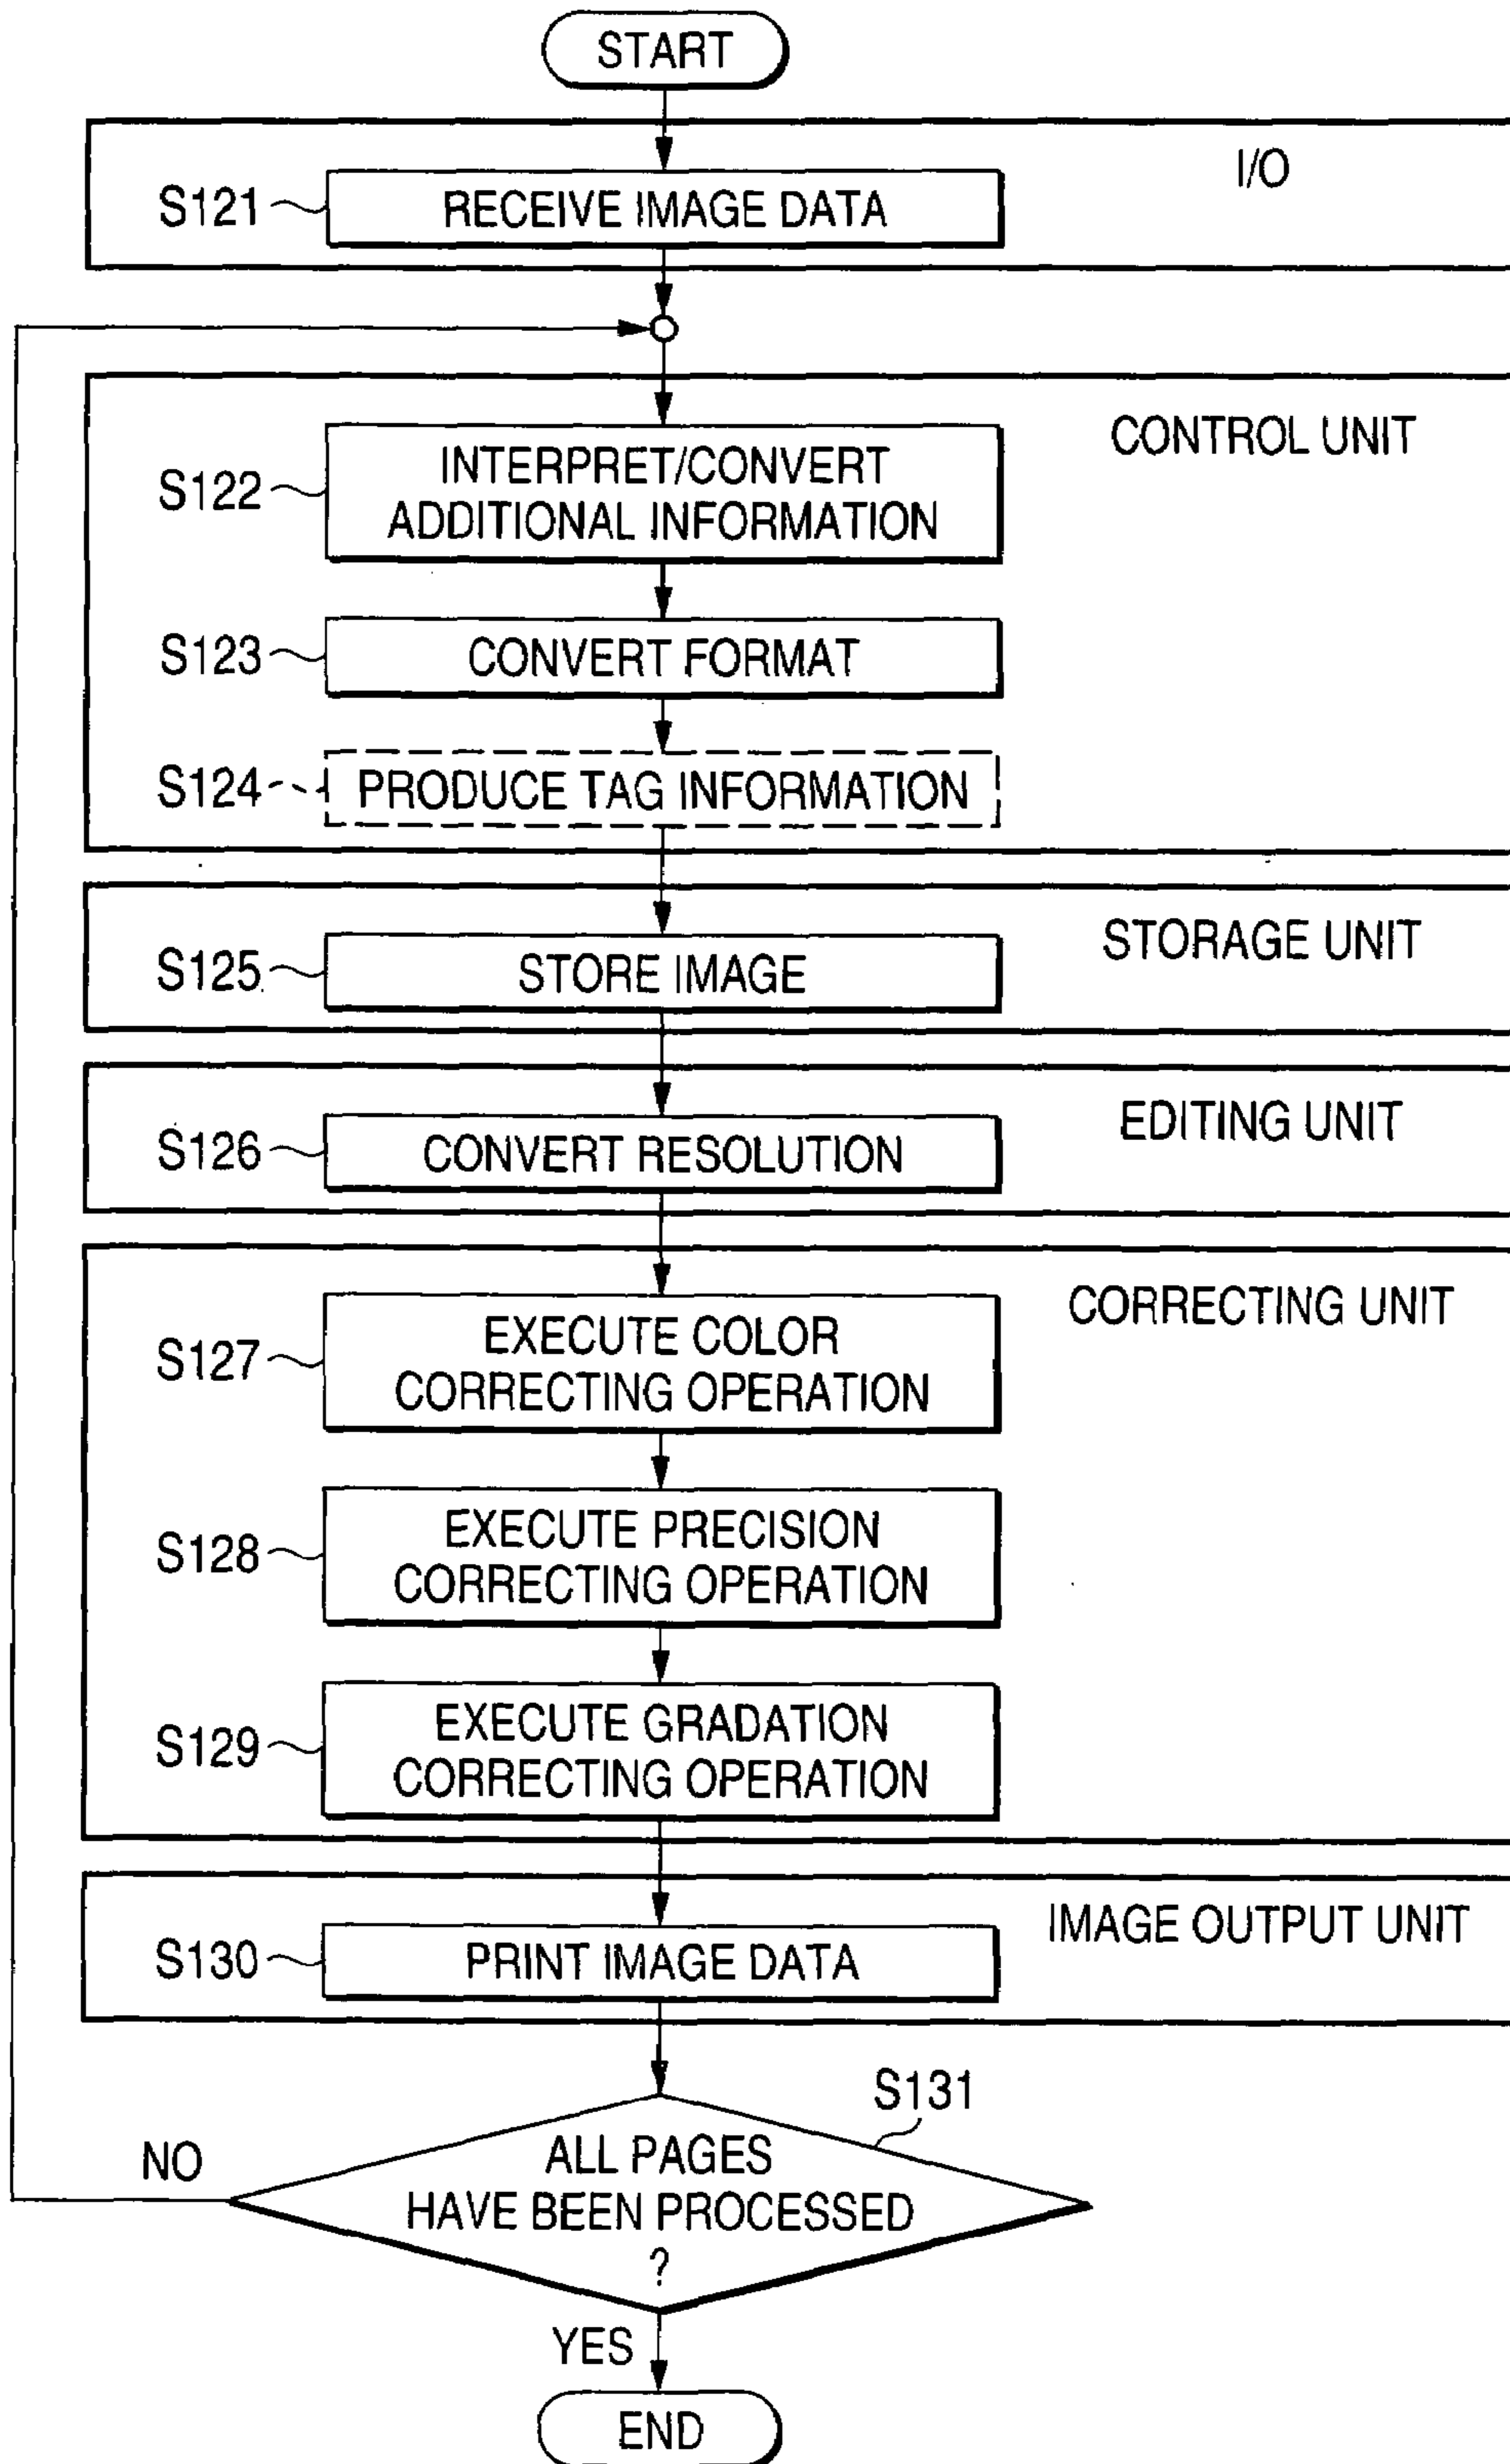 START
I/O
S121
RECEIVE IMAGE DATA
CONTROL UNIT
S122
INTERPRET/CONVERT
ADDITIONAL INFORMATION
S123
CONVERT FORMAT
S124
PRODUCE TAG INFORMATION
STORAGE UNIT
S125
STORE IMAGE
EDITING UNIT
S126
CONVERT RESOLUTION
CORRECTING UNIT
S127
EXECUTE COLOR
CORRECTING OPERATION
S128
EXECUTE PRECISION
CORRECTING OPERATION
S129
EXECUTE GRADATION
CORRECTING OPERATION
IMAGE OUTPUT UNIT
S130
PRINT IMAGE DATA
S131
NO
ALL PAGES
HAVE BEEN PROCESSED
?
YES
END